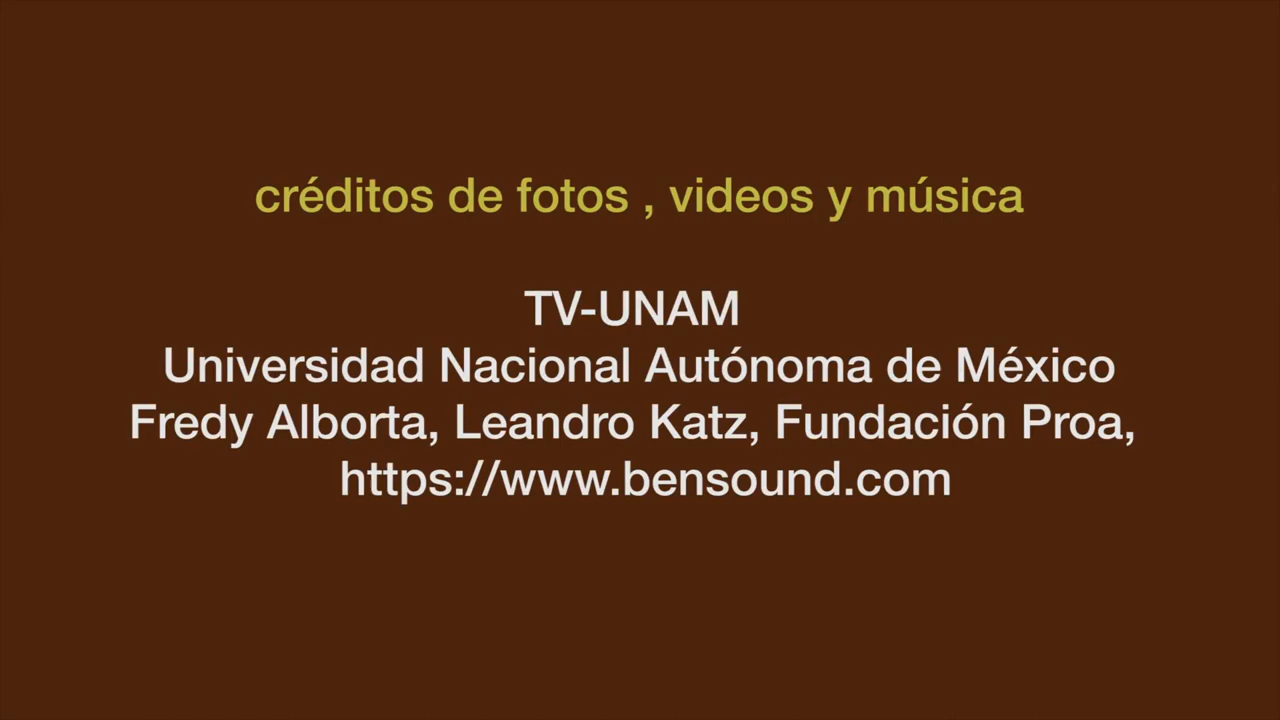 créditos de fotos , videos y música
TV-UNAM
Universidad Nacional Autónoma de México
Fredy Alborta, Leandro Katz, Fundación Proa,
https://www.bensound.com